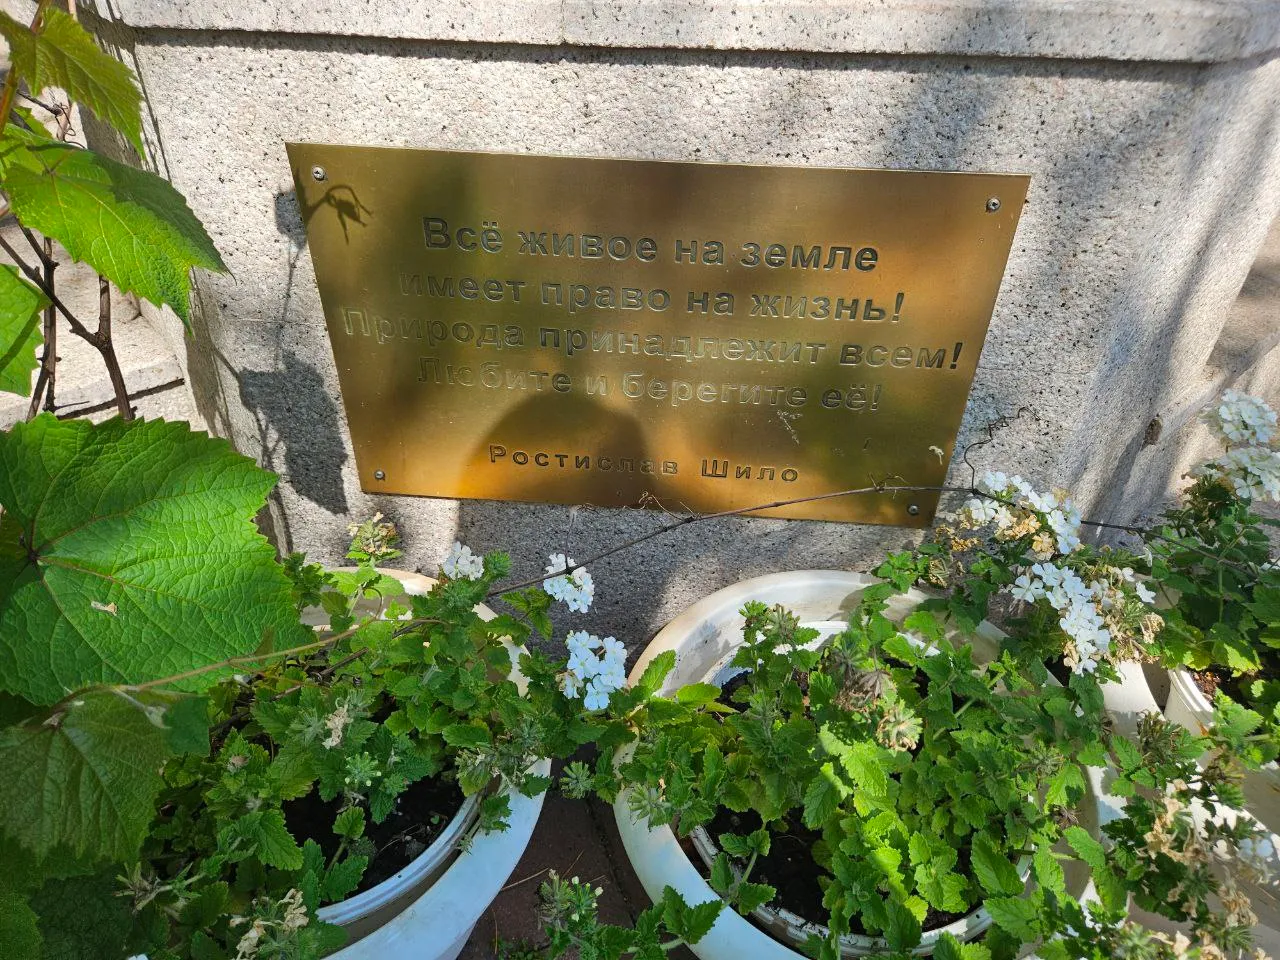 Всё живое на земле
имеет право на жизнь!
Природа принадлежит всем!
Любите и берегите её!
Ростислав Шило